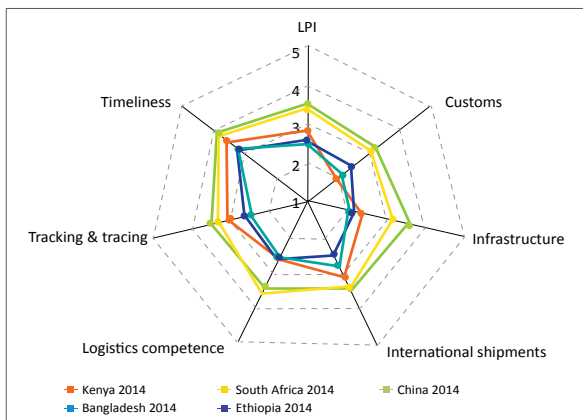 LPI
5
4
3
2
1
Timeliness
Customs
Tracking & tracing
Infrastructure
Logistics competence
International shipments
Kenya 2014
South Africa 2014
China 2014
Bangladesh 2014
Ethiopia 2014